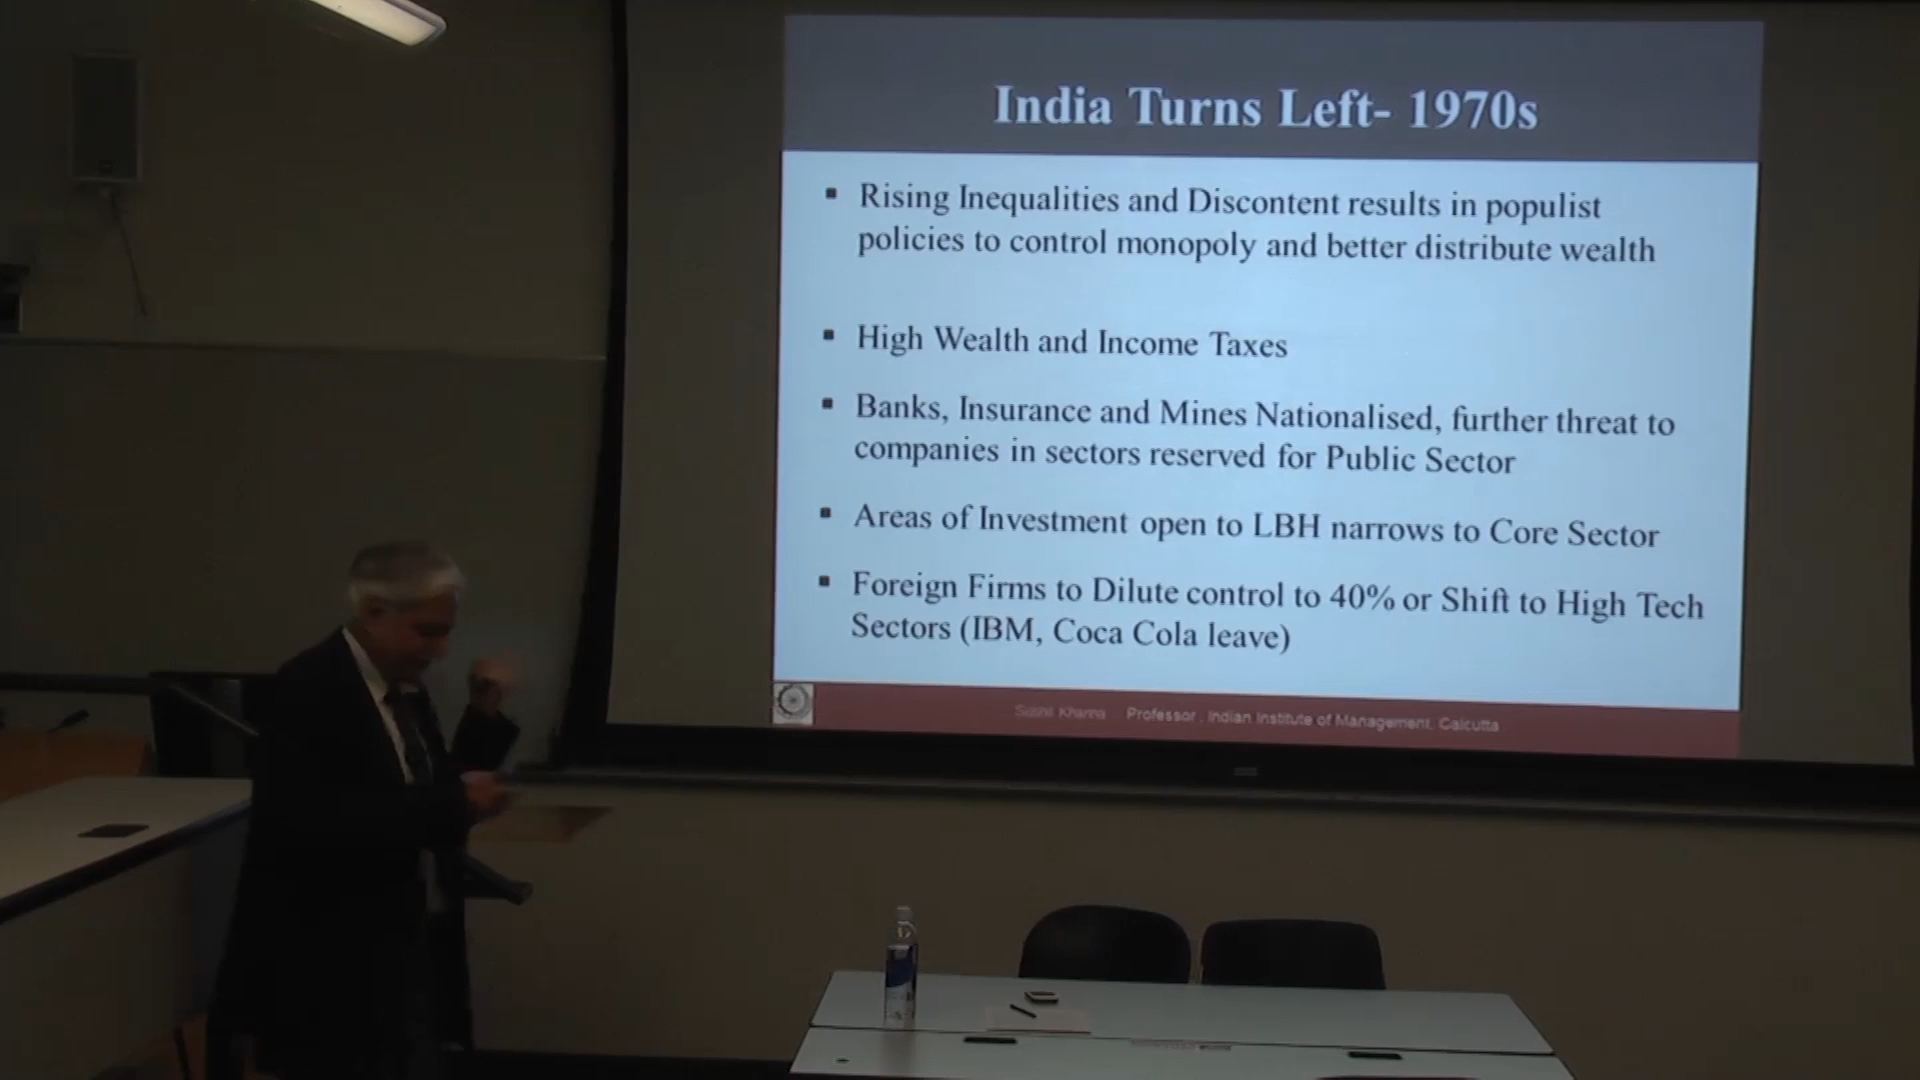 India Turns Left- 1970s
▪ Rising Inequalities and Discontent results in populist
policies to control monopoly and better distribute wealth
▪ High Wealth and Income Taxes
▪ Banks, Insurance and Mines Nationalised, further threat to
companies in sectors reserved for Public Sector
▪ Areas of Investment open to LBH narrows to Core Sector
▪ Foreign Firms to Dilute control to 40% or Shift to High Tech
Sectors (IBM, Coca Cola leave)
Sushil Khanna Professor . Indian Institute of Management, Calcutta